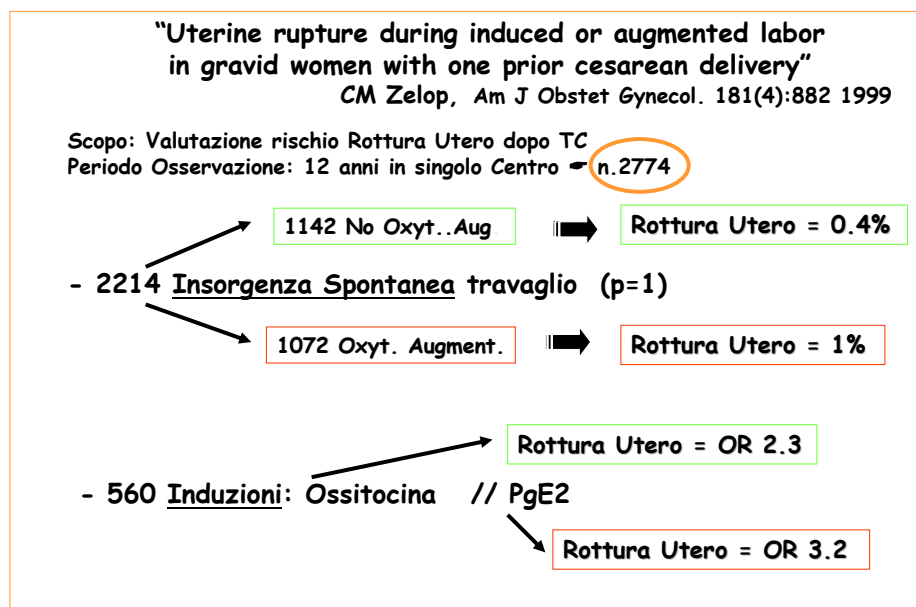 “Uterine rupture during induced or augmented labor
in gravid women with one prior cesarean delivery”
CM Zelop, Am J Obstet Gynecol. 181(4):882 1999
Scopo: Valutazione rischio Rottura Utero dopo TC
Periodo Osservazione: 12 anni in singolo Centro ☛ n.2774
1142 No Oxyt..Aug
Rottura Utero = 0.4%
- 2214 Insorgenza Spontanea travaglio (p=1)
1072 Oxyt. Augment.
Rottura Utero = 1%
Rottura Utero = OR 2.3
- 560 Induzioni: Ossitocina // PgE2
Rottura Utero = OR 3.2